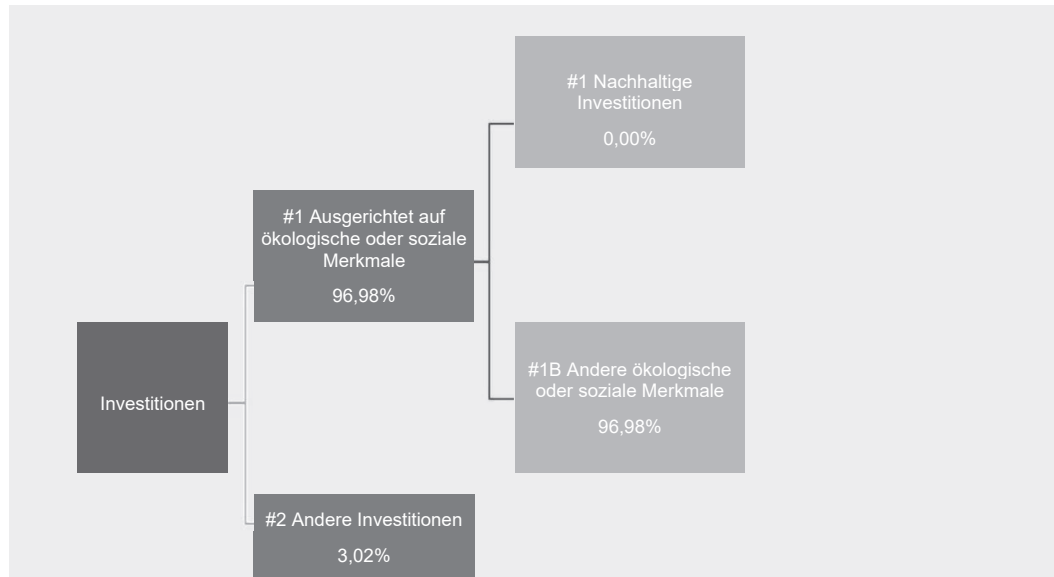 #1 Nachhaltige
Investitionen
0,00%
#1 Ausgerichtet auf
ökologische oder soziale
Merkmale
96,98%
#1B Andere ökologische
oder soziale Merkmale
96,98%
Investitionen
#2 Andere Investitionen
3,02%